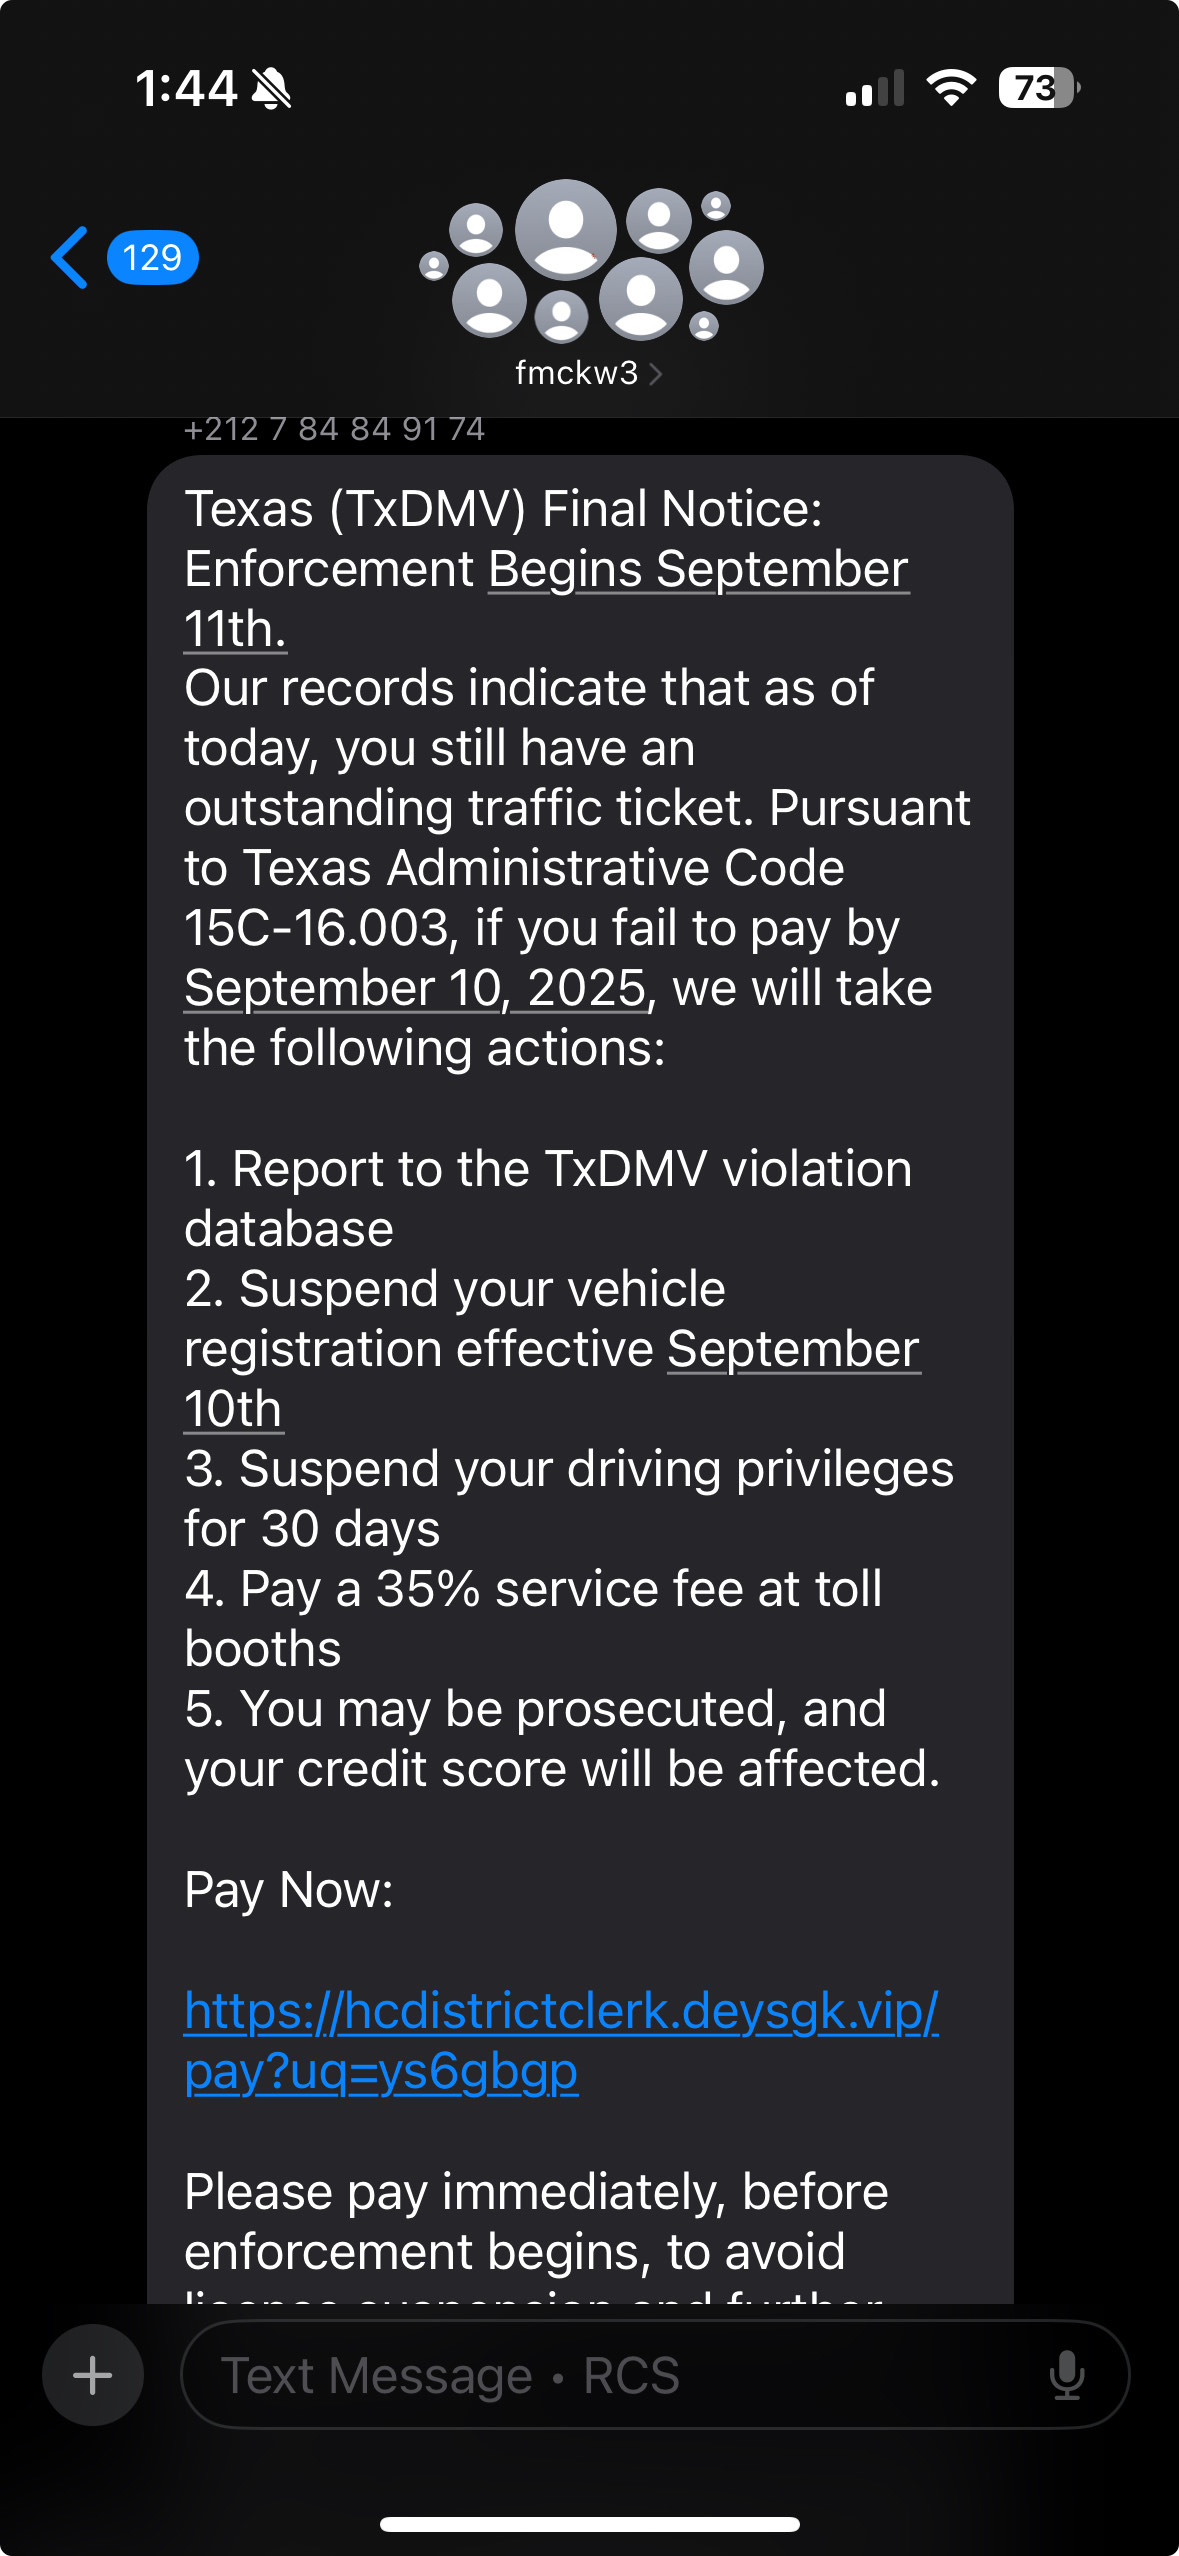 1:44
73
129
fmckw3
+212 7 84 84 91 74
Texas (TxDMV) Final Notice:
Enforcement Begins September
11th.
Our records indicate that as of
today, you still have an
outstanding traffic ticket. Pursuant
to Texas Administrative Code
15C-16.003, if you fail to pay by
September 10, 2025, we will take
the following actions:
1. Report to the TxDMV violation
database
2. Suspend your vehicle
registration effective September
10th
3. Suspend your driving privileges
for 30 days
4. Pay a 35% service fee at toll
booths
5. You may be prosecuted, and
your credit score will be affected.
Pay Now:
https://hcdistrictclerk.deysgk.vip/
pay?uq=ys6gbgp
Please pay immediately, before
enforcement begins, to avoid
license suspension and further
Text Message • RCS